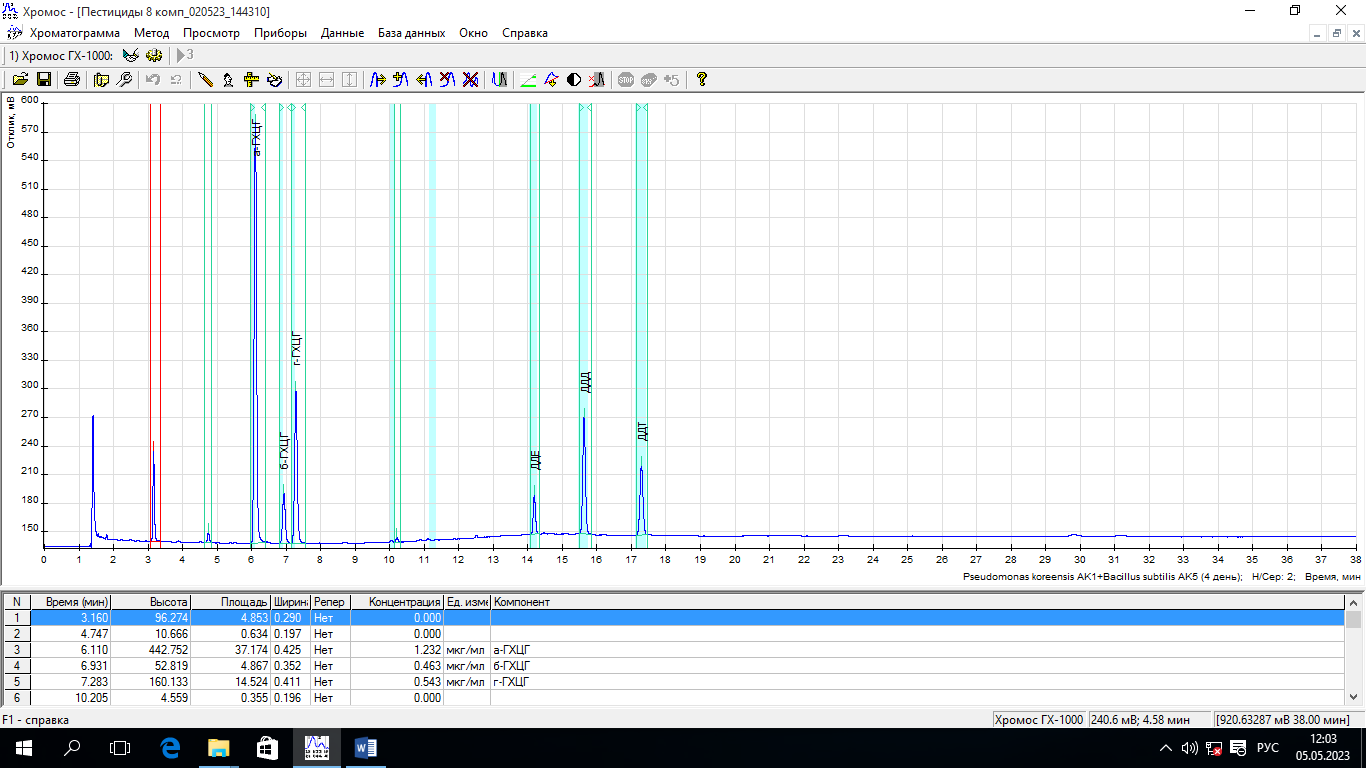 Хромос - [Пестициды 8 комп_020523_144310]
Хроматограмма Метод Просмотр Приборы Данные База данных Окно Справка
1) Хромос ГХ-1000: 3
STOP +5 ?
Отклик, мВ
600
570
540
510
480
450
420
390
360
330
300
270
240
210
180
150
а-ГХЦГ
б-ГХЦГ
г-ГХЦГ
ДДЕ
ДДД
ДДТ
0 1 2 3 4 5 6 7 8 9 10 11 12 13 14 15 16 17 18 19 20 21 22 23 24 25 26 27 28 29 30 31 32 33 34 35 36 37 38
Pseudomonas koreensis AK1+Bacillus subtilis AK5 (4 день); Н/Сер: 2; Время, мин
N Время (мин) Высота Площадь Ширина Репер Концентрация Ед. изме Компонент
1 3.160 96.274 4.853 0.290 Нет 0.000
2 4.747 10.666 0.634 0.197 Нет 0.000
3 6.110 442.752 37.174 0.425 Нет 1.232 мкг/мл а-ГХЦГ
4 6.931 52.819 4.867 0.352 Нет 0.463 мкг/мл б-ГХЦГ
5 7.283 160.133 14.524 0.411 Нет 0.543 мкг/мл г-ГХЦГ
6 10.205 4.559 0.355 0.196 Нет 0.000
F1 - справка Хромос ГХ-1000 240.6 мВ; 4.58 мин [920.63287 мВ 38.00 мин]
РУС 12:03
05.05.2023